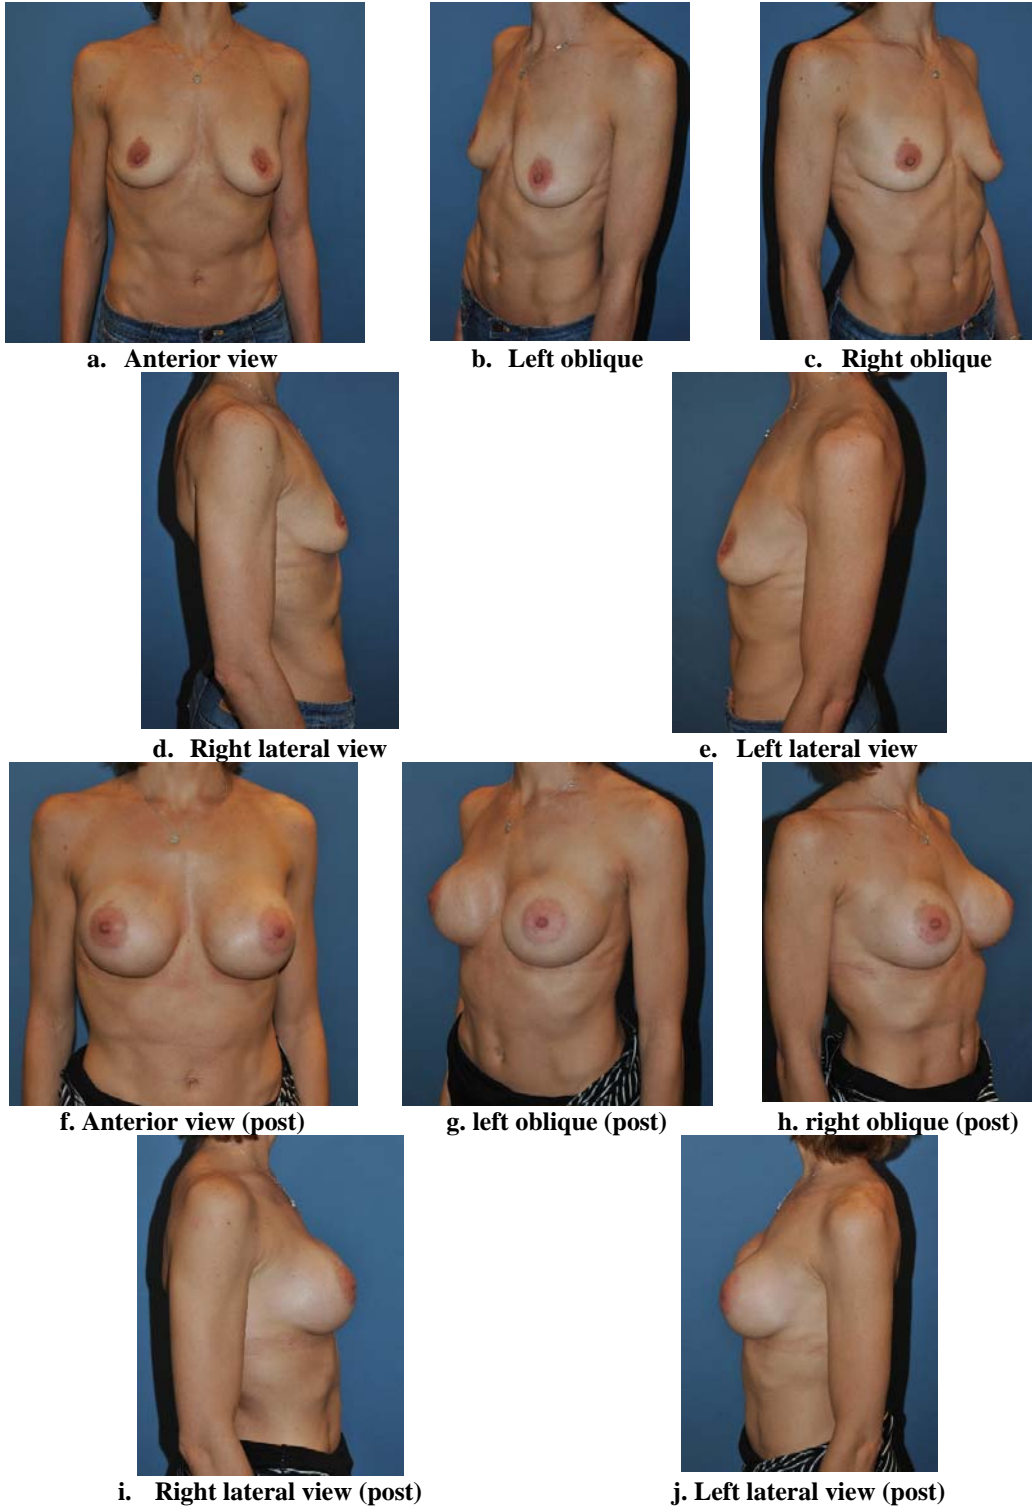 a. Anterior view
b. Left oblique
c. Right oblique
d. Right lateral view
e. Left lateral view
f. Anterior view (post)
g. left oblique (post)
h. right oblique (post)
i. Right lateral view (post)
j. Left lateral view (post)